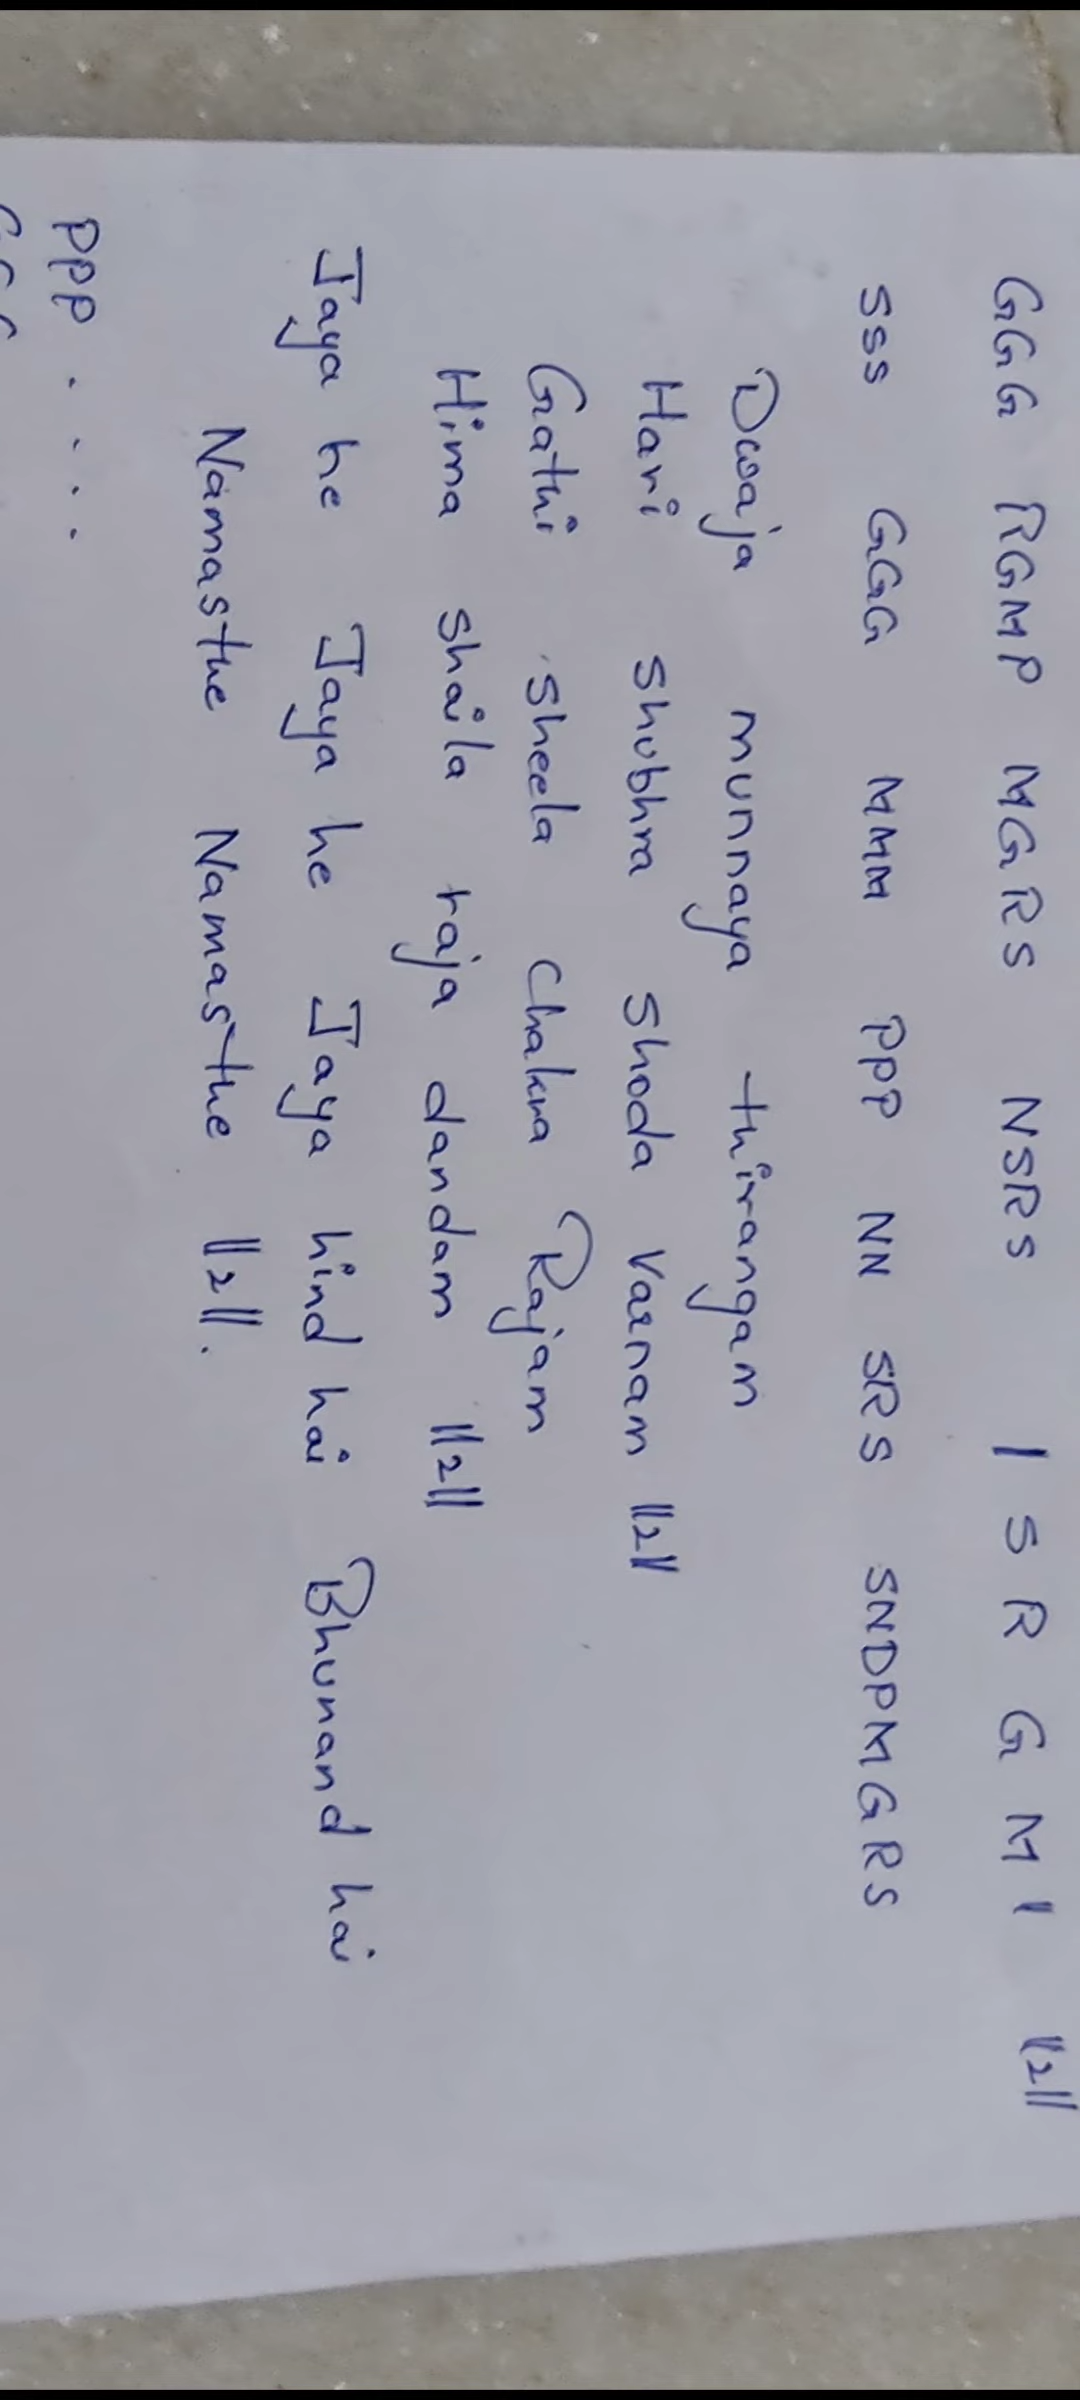 GGG RGMP MGRS NSRS | S R G M | ||2||
SSS GGG MMM PPP NN SRS SNDPMGRS
Dwaja munnaya thirangam
Hari shubhra shoda varnam ||2||
Gathi sheela chakra Rajam
Hima shaila raja dandam ||2||
Jaya he Jaya he Jaya hind hai Bhunand hai
Namasthe Namasthe ||2||.
PPP . . . .